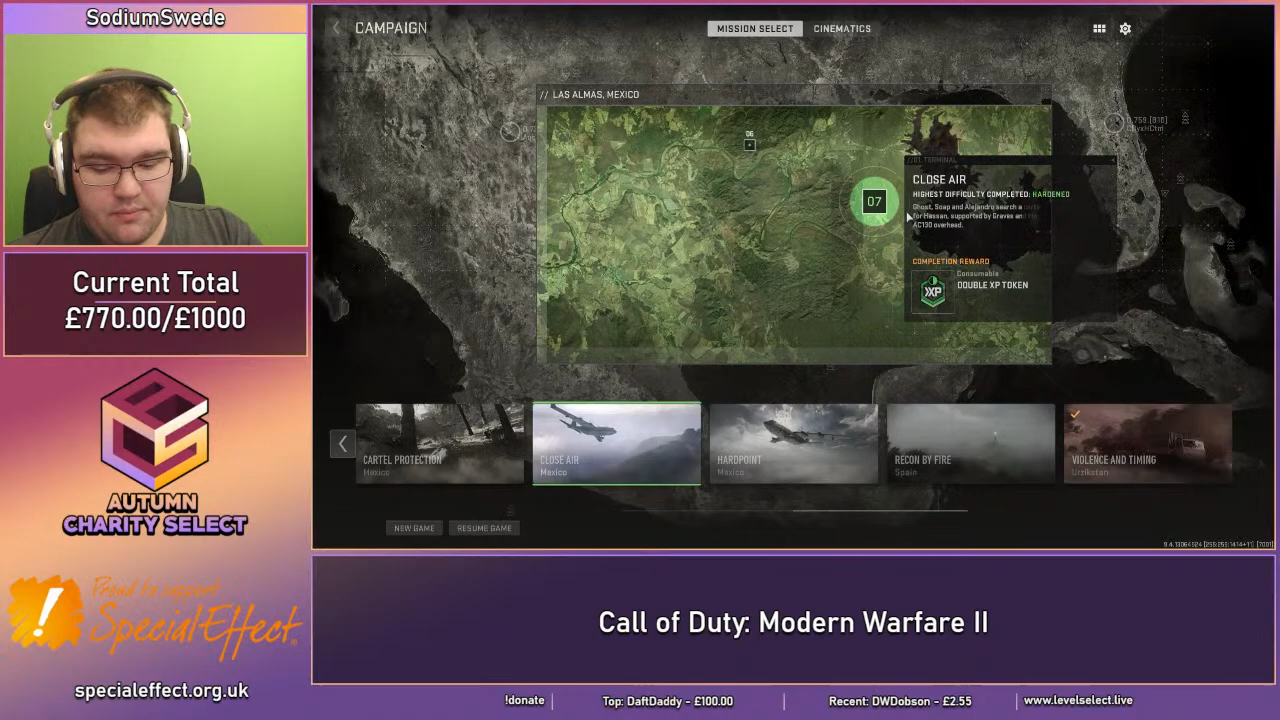 SodiumSwede
CAMPAIGN
MISSION SELECT
CINEMATICS
// LAS ALMAS, MEXICO
06
07
CLOSE AIR
HIGHEST DIFFICULTY COMPLETED: HARDENED
Ghost, Soap and Alejandro search a
for Hassan, supported by Graves and
AC130 overhead.
COMPLETION REWARD
Consumable
DOUBLE XP TOKEN
XP
CARTEL PROTECTION
Mexico
CLOSE AIR
Mexico
HARDPOINT
Mexico
RECON BY FIRE
Spain
VIOLENCE AND TIMING
Urzikstan
NEW GAME
RESUME GAME
Current Total
£770.00/£1000
AUTUMN
CHARITY SELECT
Proud to support
SpecialEffect
specialeffect.org.uk
Call of Duty: Modern Warfare II
!donate
Top: DaftDaddy - £100.00
Recent: DWDobson - £2.55
www.levelselect.live